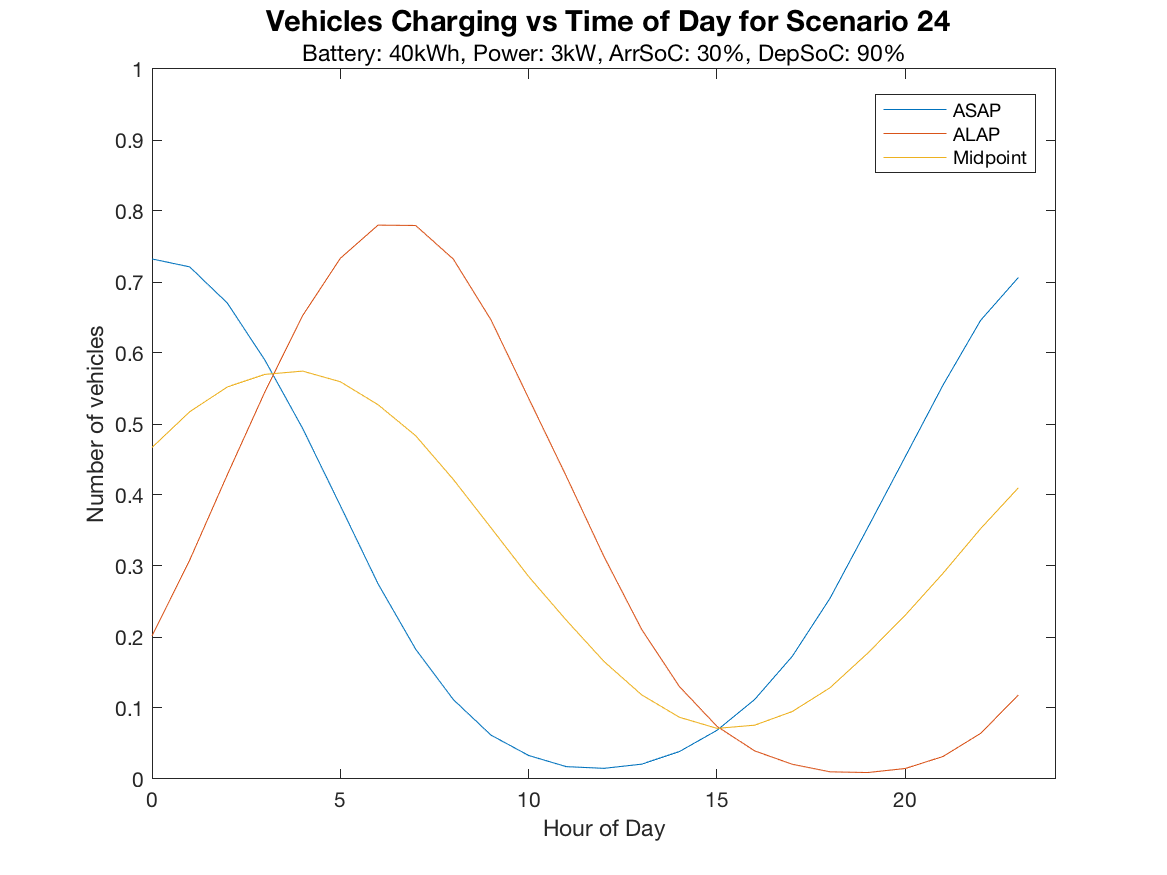 Vehicles Charging vs Time of Day for Scenario 24
Battery: 40kWh, Power: 3kW, ArrSoC: 30%, DepSoC: 90%
1
0.9
0.8
0.7
0.6
0.5
0.4
0.3
0.2
0.1
0
Number of vehicles
ASAP
ALAP
Midpoint
0 5 10 15 20
Hour of Day